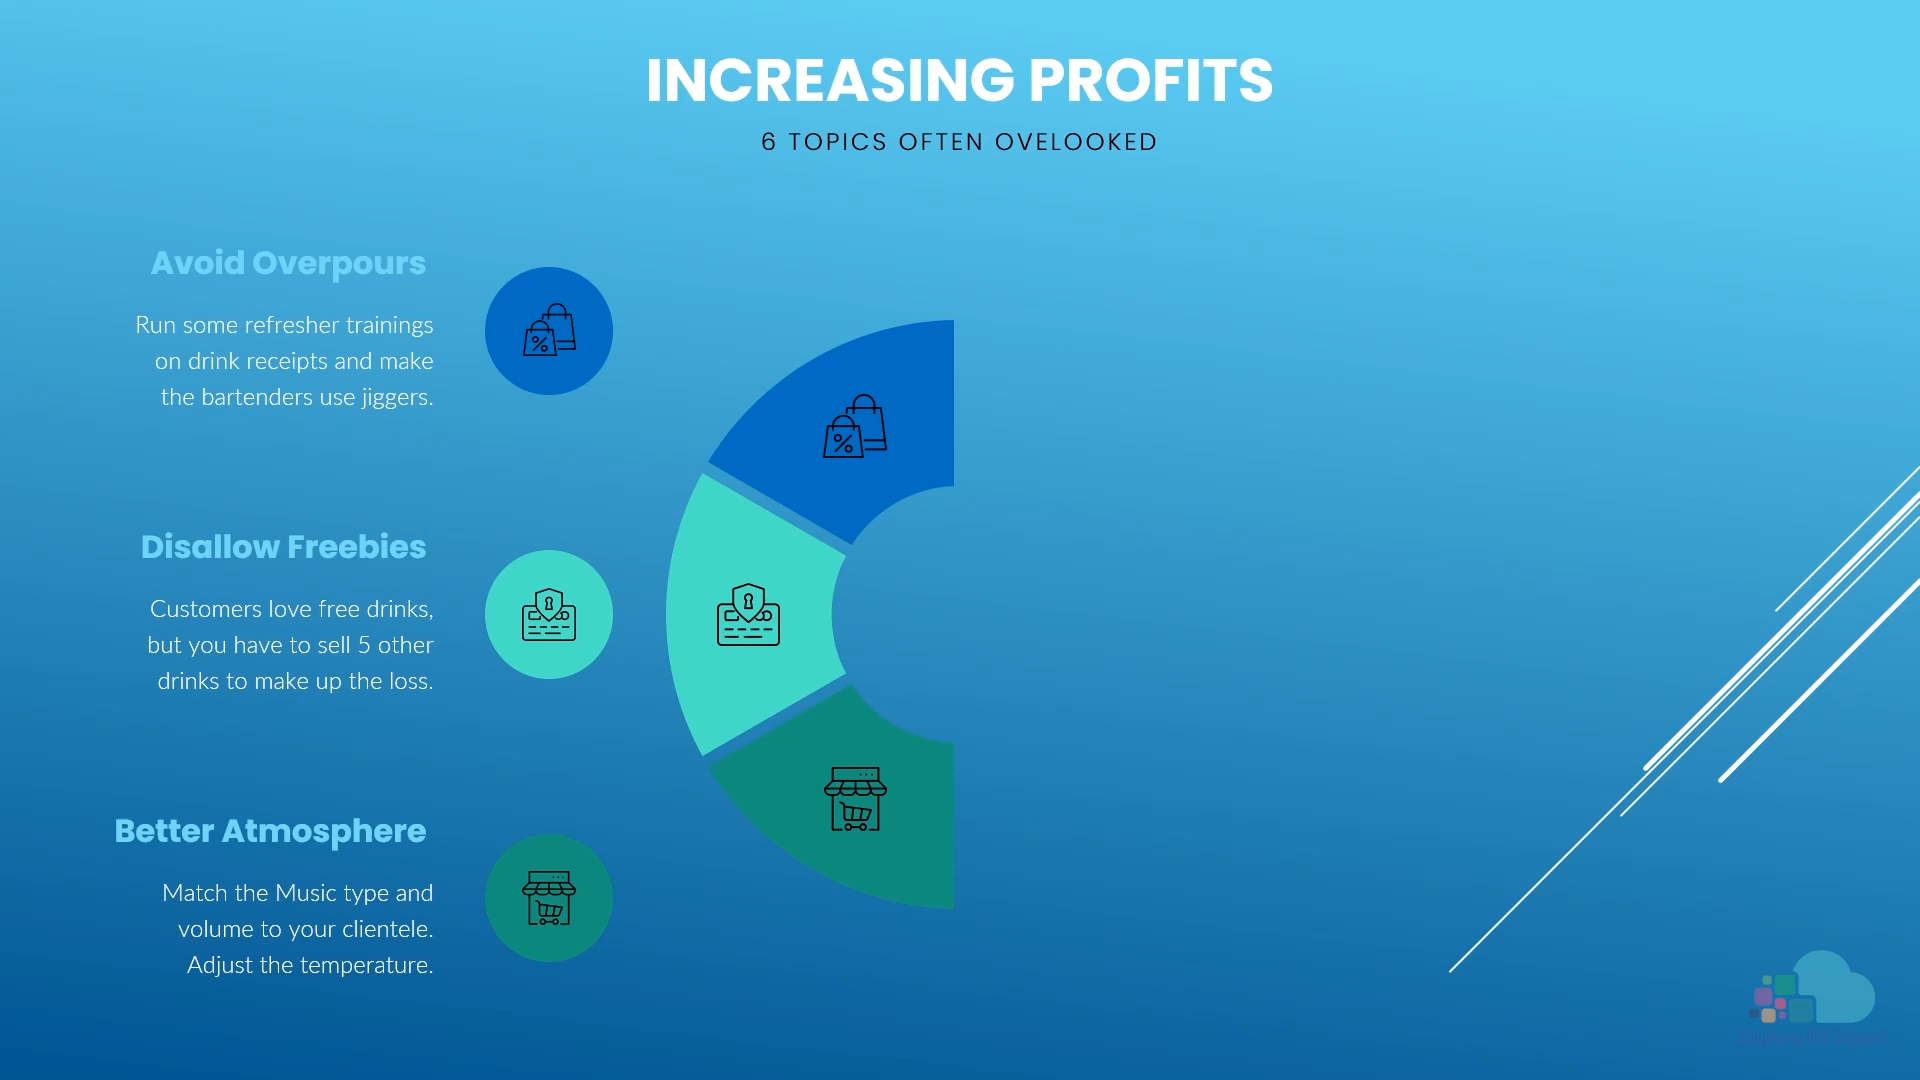 INCREASING PROFITS
6 TOPICS OFTEN OVELOOKED
Avoid Overpours
Run some refresher trainings
on drink receipts and make
the bartenders use jiggers.
Disallow Freebies
Customers love free drinks,
but you have to sell 5 other
drinks to make up the loss.
Better Atmosphere
Match the Music type and
volume to your clientele.
Adjust the temperature.